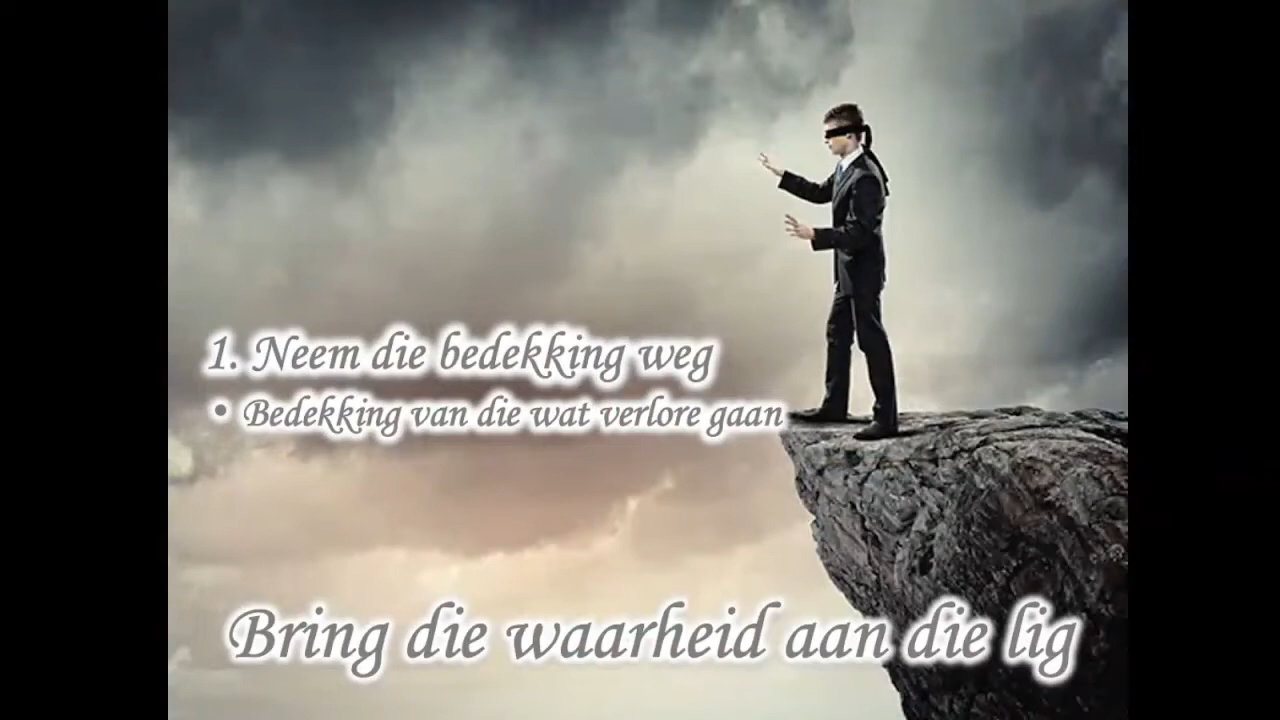 1. Neem die bedekking weg
• Bedekking van die wat verlore gaan
Bring die waarheid aan die lig